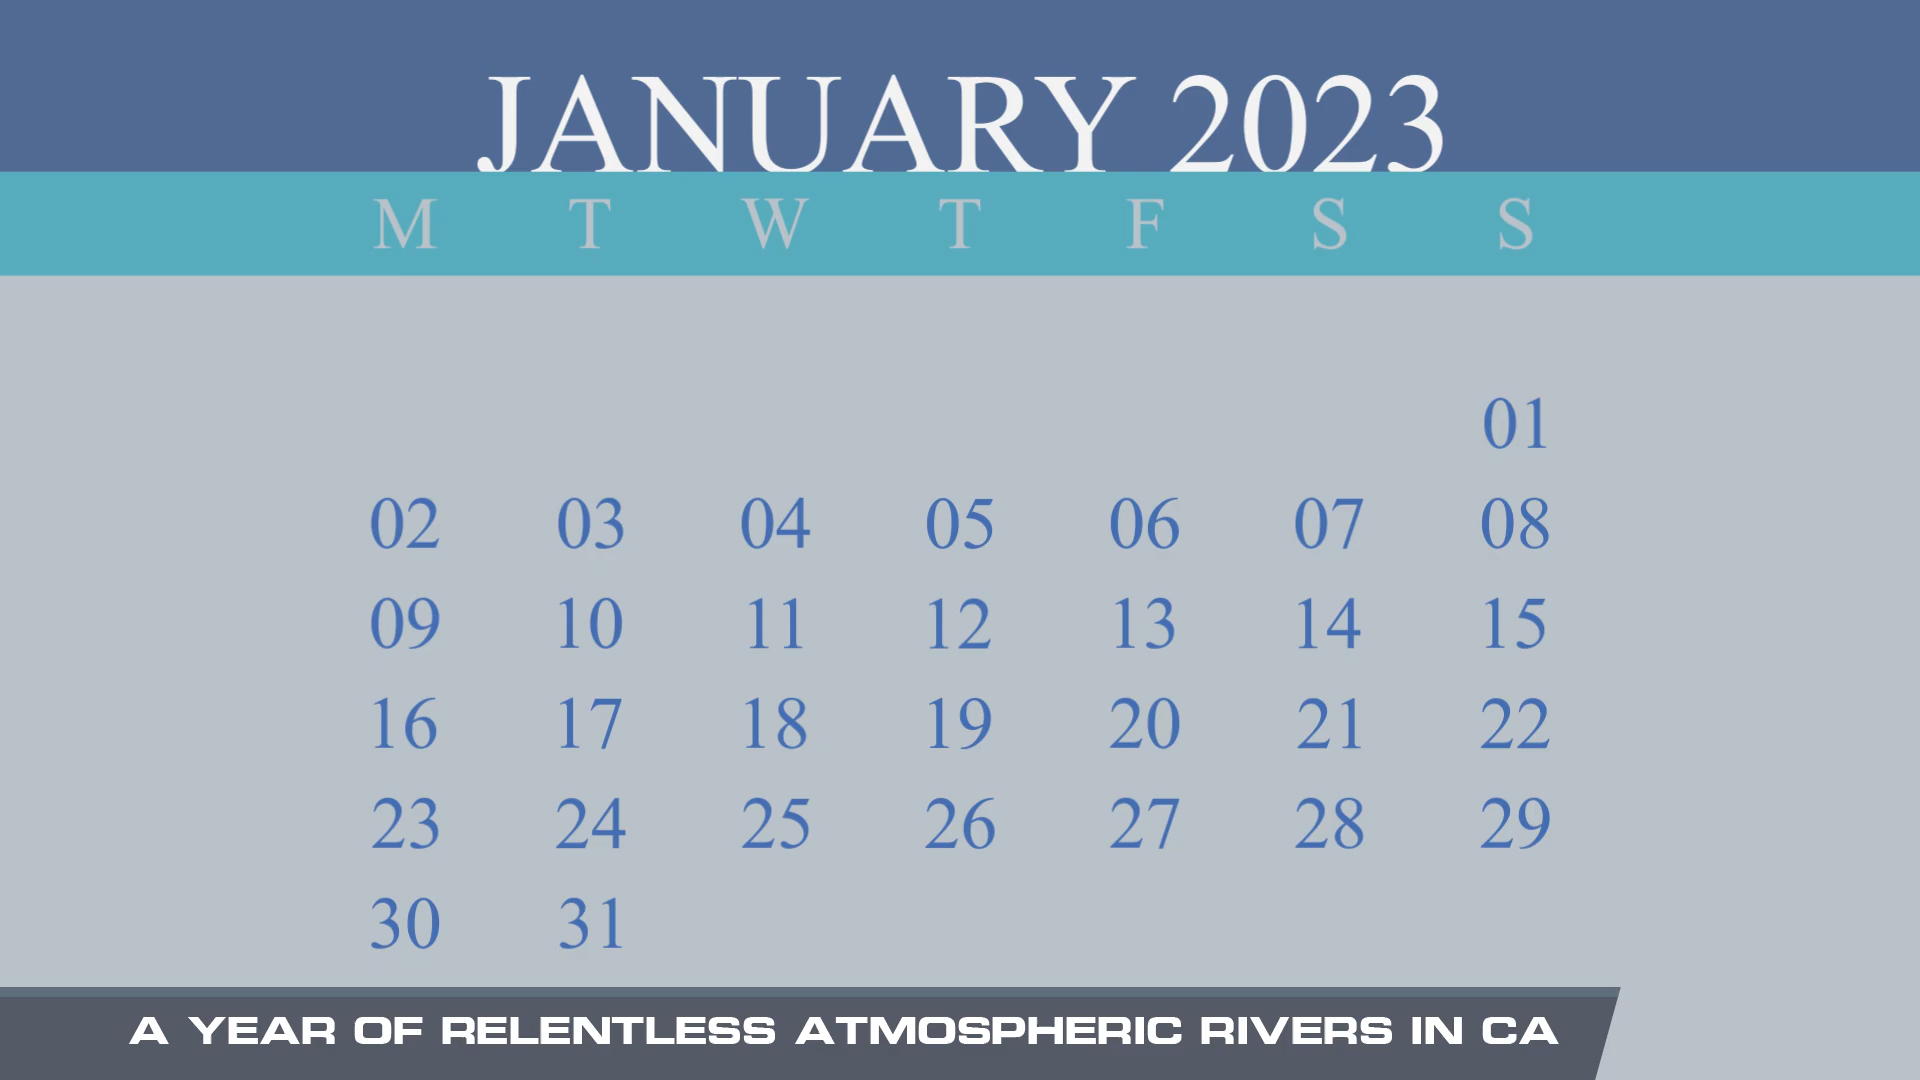 JANUARY 2023
M T W T F S S
01
02 03 04 05 06 07 08
09 10 11 12 13 14 15
16 17 18 19 20 21 22
23 24 25 26 27 28 29
30 31
A YEAR OF RELENTLESS ATMOSPHERIC RIVERS IN CA